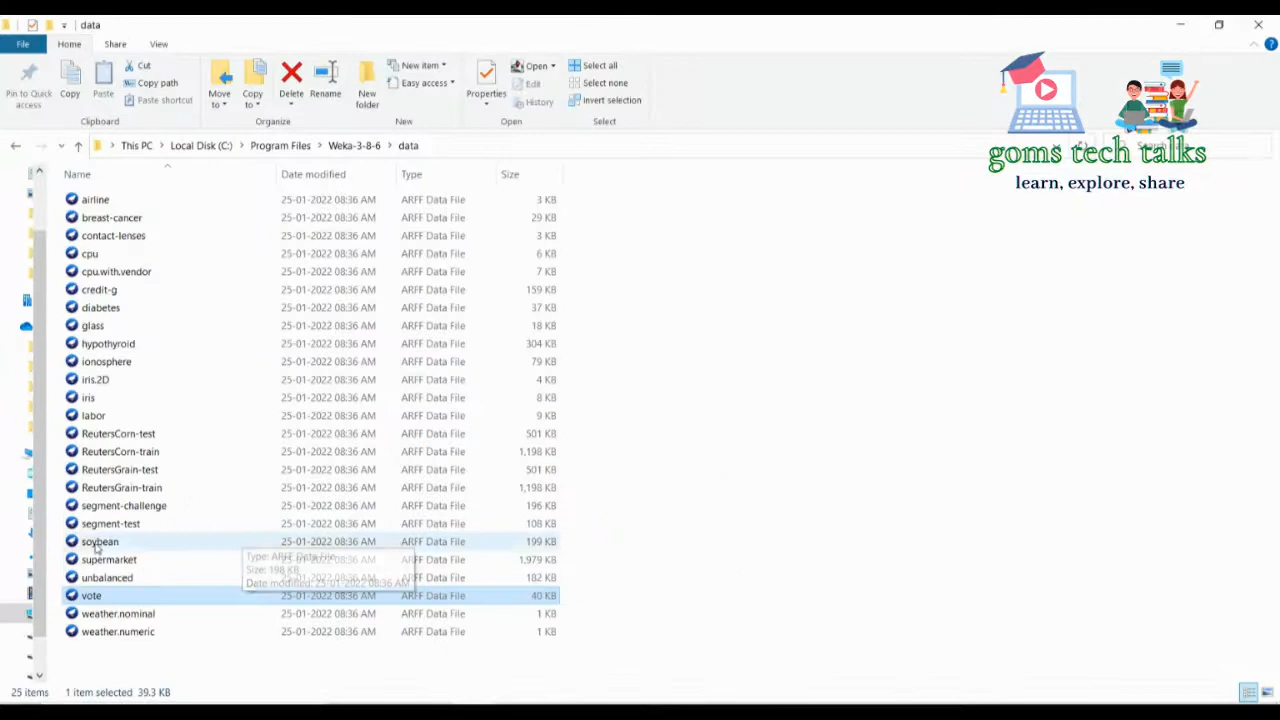 data
File Home Share View
Pin to Quick access
Copy
Paste
Cut
Copy path
Paste shortcut
Clipboard
Move to
Copy to
Delete
Rename
Organize
New folder
New item
Easy access
New
Properties
Open
Edit
History
Open
Select all
Select none
Invert selection
Select
goms tech talks
learn, explore, share
This PC Local Disk (C:) Program Files Weka-3-8-6 data
Name Date modified Type Size
airline 25-01-2022 08:36 AM ARFF Data File 3 KB
breast-cancer 25-01-2022 08:36 AM ARFF Data File 29 KB
contact-lenses 25-01-2022 08:36 AM ARFF Data File 3 KB
cpu 25-01-2022 08:36 AM ARFF Data File 6 KB
cpu.with.vendor 25-01-2022 08:36 AM ARFF Data File 7 KB
credit-g 25-01-2022 08:36 AM ARFF Data File 159 KB
diabetes 25-01-2022 08:36 AM ARFF Data File 37 KB
glass 25-01-2022 08:36 AM ARFF Data File 18 KB
hypothyroid 25-01-2022 08:36 AM ARFF Data File 304 KB
ionosphere 25-01-2022 08:36 AM ARFF Data File 79 KB
iris.2D 25-01-2022 08:36 AM ARFF Data File 4 KB
iris 25-01-2022 08:36 AM ARFF Data File 8 KB
labor 25-01-2022 08:36 AM ARFF Data File 9 KB
ReutersCorn-test 25-01-2022 08:36 AM ARFF Data File 501 KB
ReutersCorn-train 25-01-2022 08:36 AM ARFF Data File 1,198 KB
ReutersGrain-test 25-01-2022 08:36 AM ARFF Data File 501 KB
ReutersGrain-train 25-01-2022 08:36 AM ARFF Data File 1,198 KB
segment-challenge 25-01-2022 08:36 AM ARFF Data File 196 KB
segment-test 25-01-2022 08:36 AM ARFF Data File 108 KB
soybean 25-01-2022 08:36 AM ARFF Data File 199 KB
Type: ARFF Data File
Size: 198 KB
Date modified: 25-01-2022 08:36 AM
supermarket 25-01-2022 08:36 AM ARFF Data File 1,979 KB
unbalanced 25-01-2022 08:36 AM ARFF Data File 182 KB
vote 25-01-2022 08:36 AM ARFF Data File 40 KB
weather.nominal 25-01-2022 08:36 AM ARFF Data File 1 KB
weather.numeric 25-01-2022 08:36 AM ARFF Data File 1 KB
25 items 1 item selected 39.3 KB